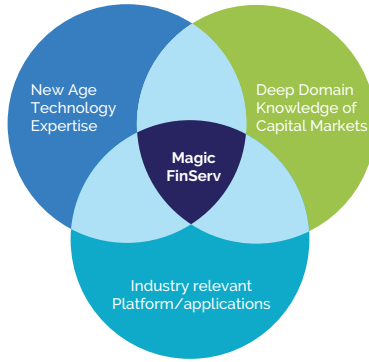 New Age
Technology
Expertise
Deep Domain
Knowledge of
Capital Markets
Magic
FinServ
Industry relevant
Platform/applications